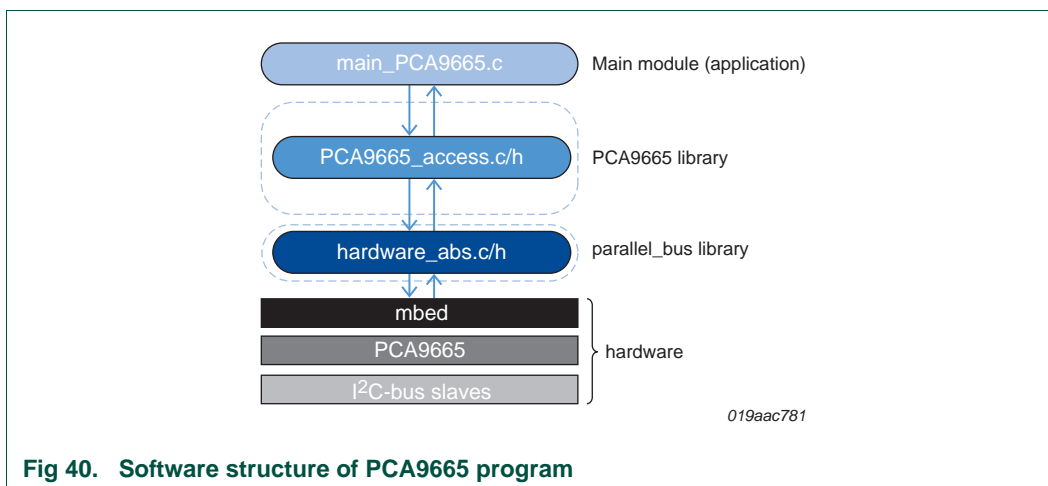 main_PCA9665.c
Main module (application)
PCA9665_access.c/h
PCA9665 library
hardware_abs.c/h
parallel_bus library
mbed
PCA9665
hardware
I2C-bus slaves
019aac781
Fig 40. Software structure of PCA9665 program